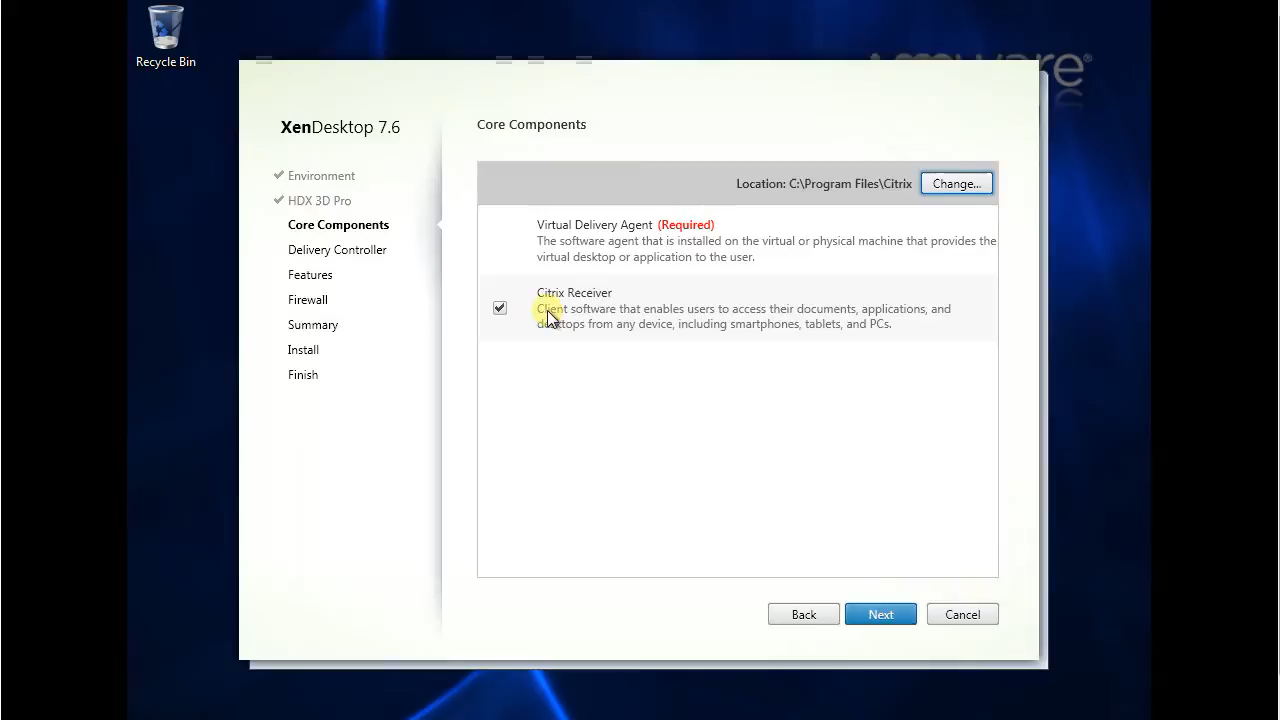 Recycle Bin
XenDesktop 7.6
Environment
HDX 3D Pro
Core Components
Delivery Controller
Features
Firewall
Summary
Install
Finish
Core Components
Location: C:\Program Files\Citrix
Change...
Virtual Delivery Agent (Required)
The software agent that is installed on the virtual or physical machine that provides the
virtual desktop or application to the user.
Citrix Receiver
Client software that enables users to access their documents, applications, and
desktops from any device, including smartphones, tablets, and PCs.
Back
Next
Cancel